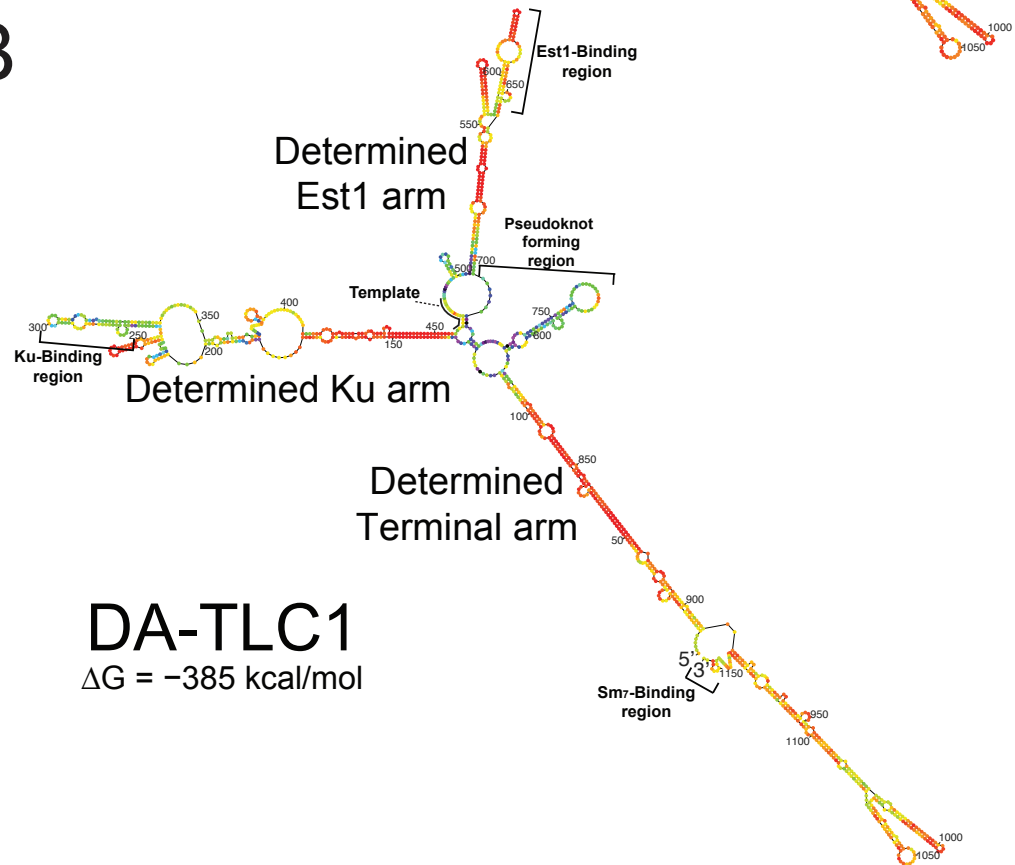 B
1000
1050
Est1-Binding
region
600
650
550
Determined
Est1 arm
Pseudoknot
forming
region
500
700
Template
750
800
400
350
300
250
200
450
150
Ku-Binding
region
Determined Ku arm
100
850
Determined
Terminal arm
50
900
DA-TLC1
ΔG = −385 kcal/mol
5'
3'
1150
Sm₇-Binding
region
950
1100
1000
1050